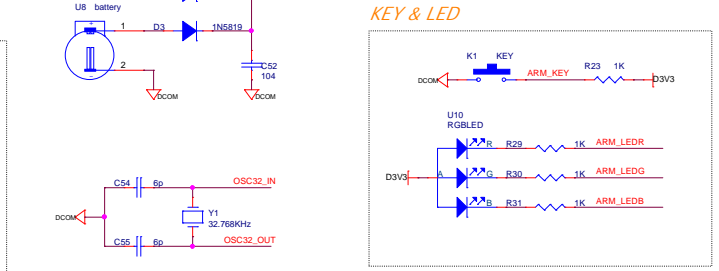 U8 battery
1
D3
1N5819
2
C52
104
DCOM
DCOM
C54
6p
OSC32_IN
DCOM
Y1
32.768KHz
C55
6p
OSC32_OUT
KEY & LED
K1
KEY
R23
1K
DCOM
ARM_KEY
D3V3
U10
RGBLED
R
R29
1K
ARM_LEDR
D3V3
A
G
R30
1K
ARM_LEDG
B
R31
1K
ARM_LEDB